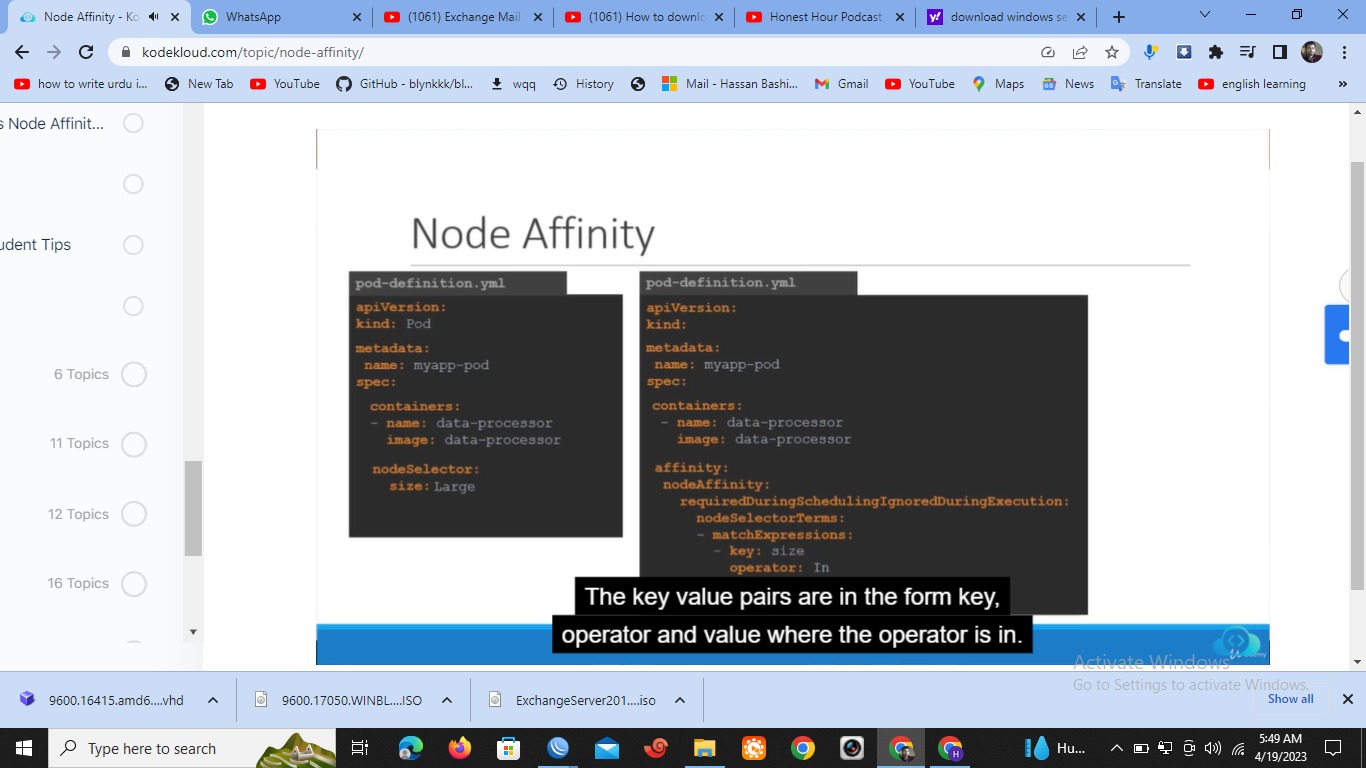 Node Affinity - Ko
WhatsApp
(1061) Exchange Mail
(1061) How to downlo
Honest Hour Podcast
download windows se
kodekloud.com/topic/node-affinity/
how to write urdu i...
New Tab
YouTube
GitHub - blynkkk/bl...
wqq
History
Mail - Hassan Bashi...
Gmail
YouTube
Maps
News
Translate
english learning
»
s Node Affinit...
udent Tips
6 Topics
11 Topics
12 Topics
16 Topics
Node Affinity
pod-definition.yml
apiVersion:
kind: Pod
metadata:
name: myapp-pod
spec:
containers:
- name: data-processor
image: data-processor
nodeSelector:
size: Large
pod-definition.yml
apiVersion:
kind:
metadata:
name: myapp-pod
spec:
containers:
- name: data-processor
image: data-processor
affinity:
nodeAffinity:
requiredDuringSchedulingIgnoredDuringExecution:
nodeSelectorTerms:
- matchExpressions:
- key: size
operator: In
The key value pairs are in the form key,
operator and value where the operator is in.
Activate Windows
Go to Settings to activate Windows.
9600.16415.amd6....vhd
9600.17050.WINBL....ISO
ExchangeServer201....iso
Show all
Type here to search
Hu...
5:49 AM
4/19/2023